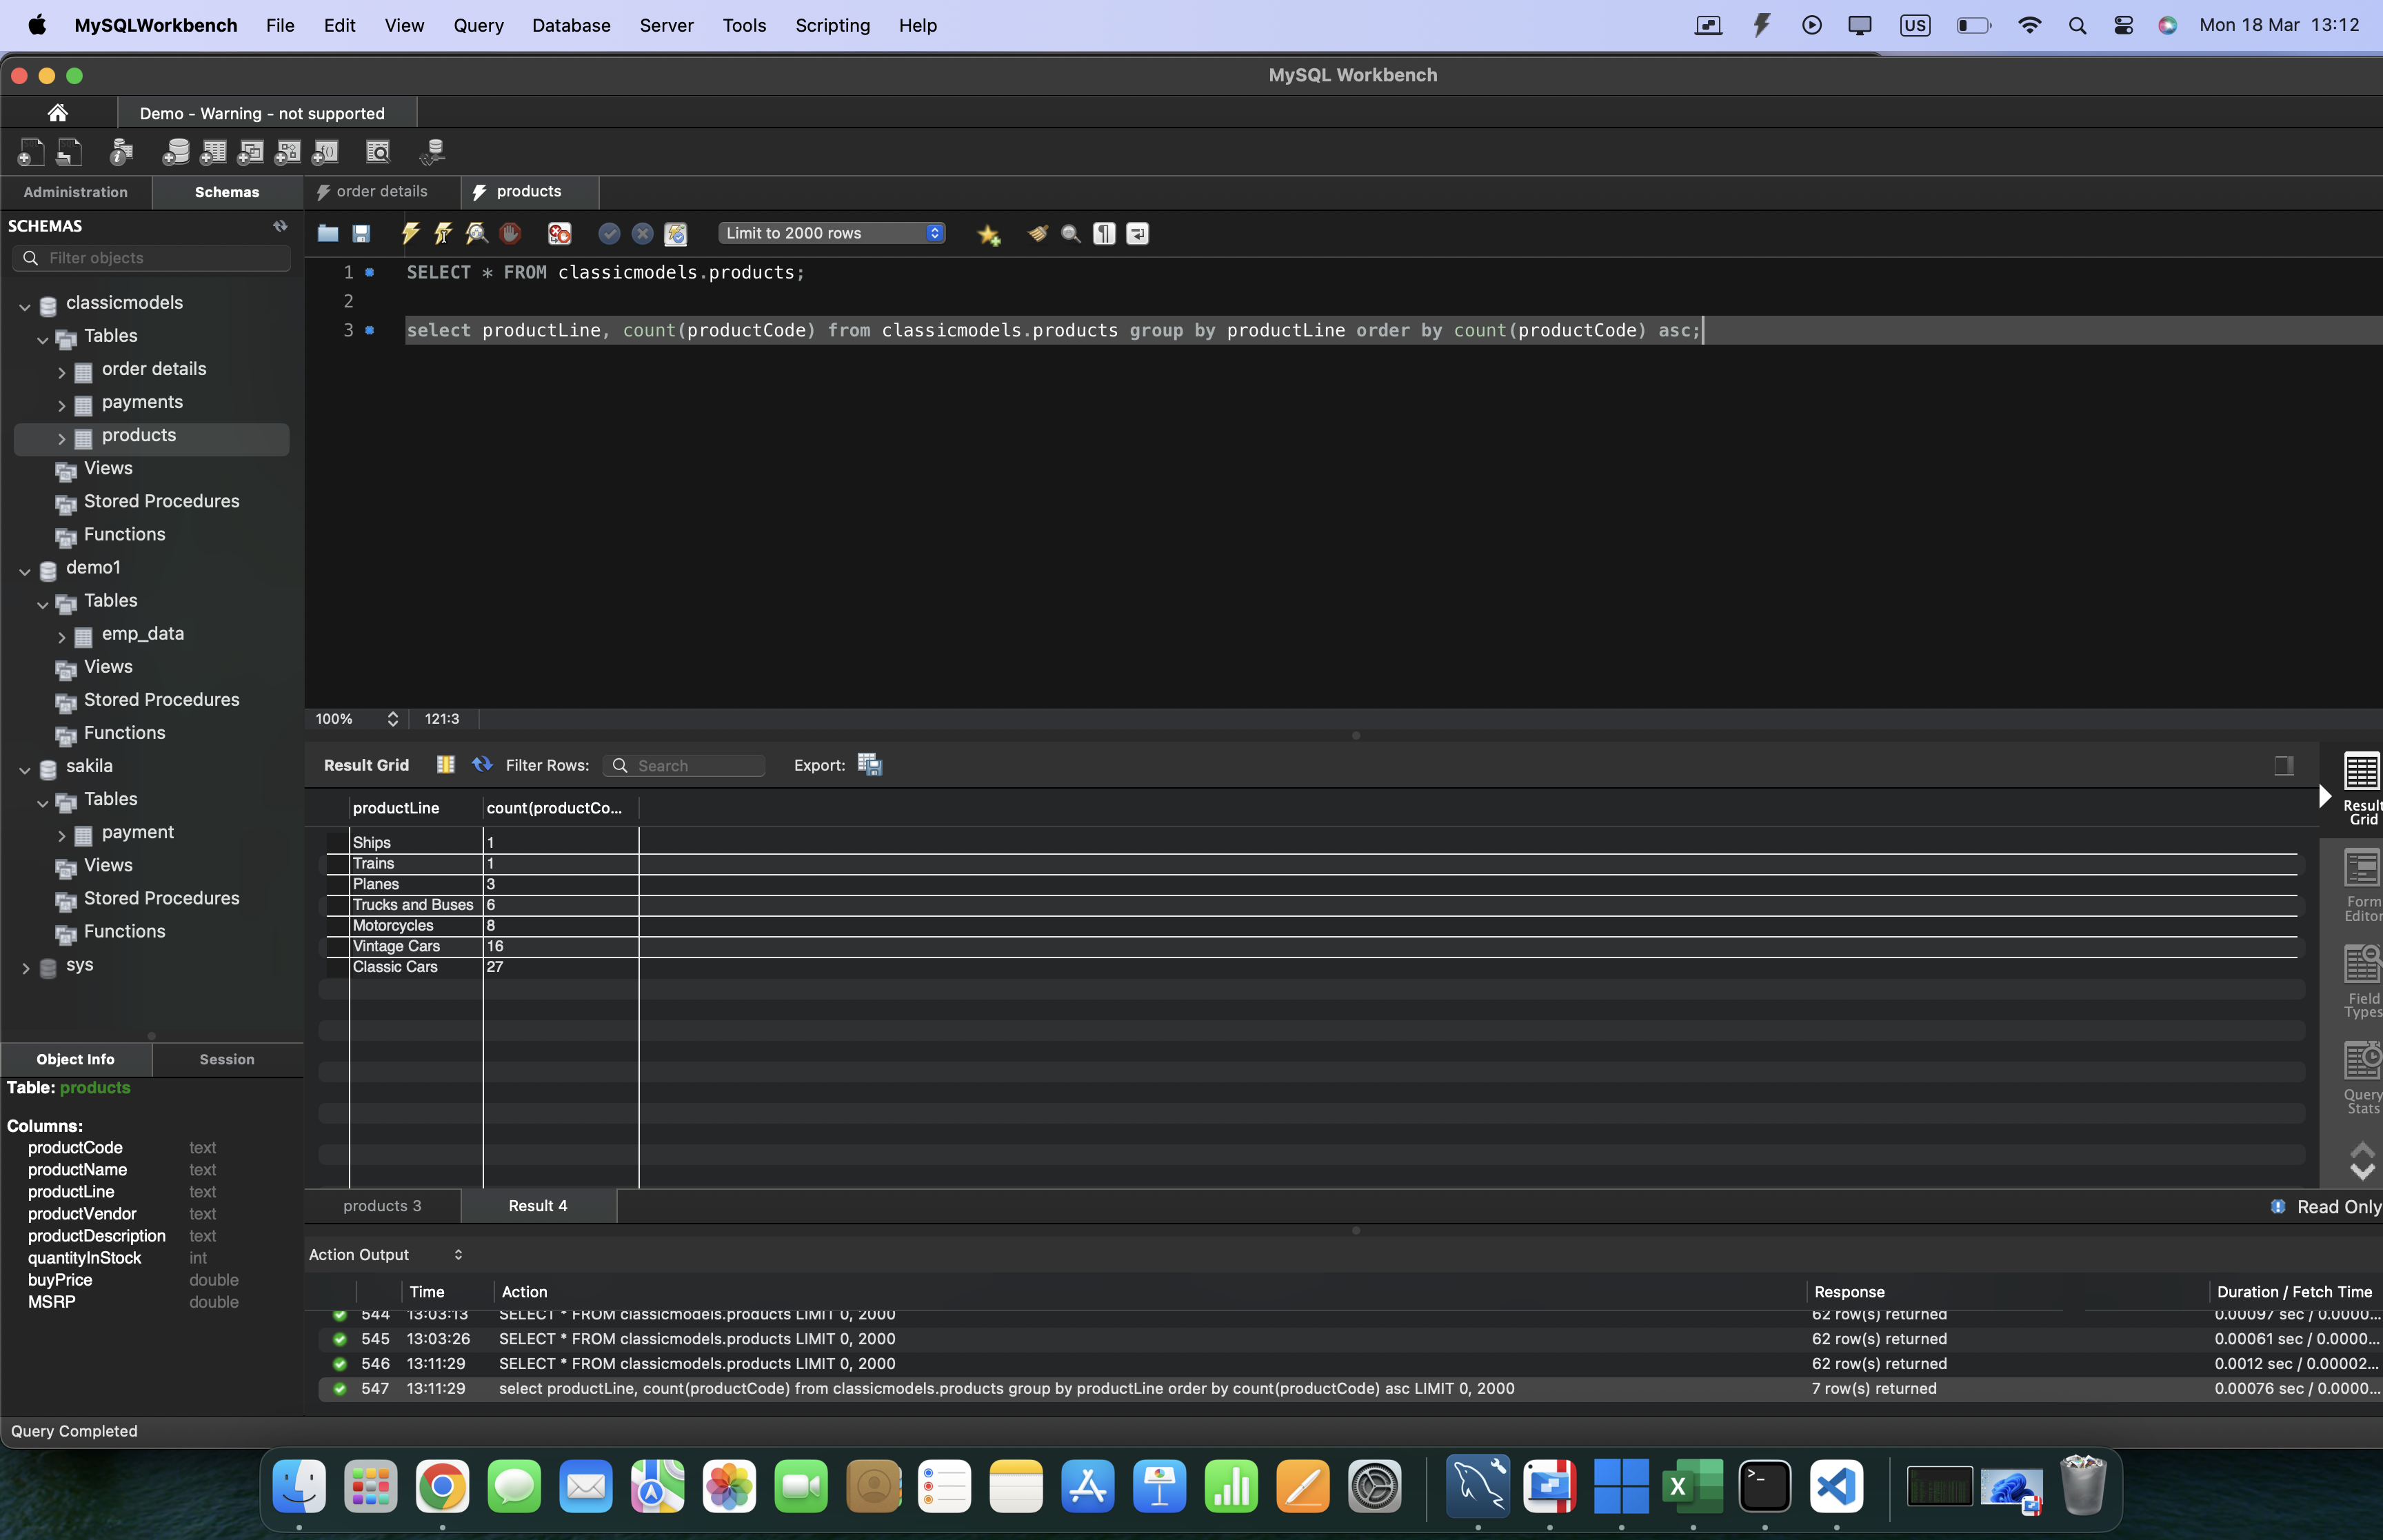 MySQLWorkbench File Edit View Query Database Server Tools Scripting Help US Mon 18 Mar 13:12
MySQL Workbench
Demo - Warning - not supported
Administration Schemas order details products
SCHEMAS
Filter objects
Limit to 2000 rows
1 SELECT * FROM classicmodels.products;
2
3 select productLine, count(productCode) from classicmodels.products group by productLine order by count(productCode) asc;
classicmodels
Tables
order details
payments
products
Views
Stored Procedures
Functions
demo1
Tables
emp_data
Views
Stored Procedures
Functions
sakila
Tables
payment
Views
Stored Procedures
Functions
sys
100% 121:3
Result Grid Filter Rows: Search Export:
productLine count(productCo...
Ships 1
Trains 1
Planes 3
Trucks and Buses 6
Motorcycles 8
Vintage Cars 16
Classic Cars 27
Result
Grid
Form
Editor
Field
Types
Query
Stats
Object Info Session
Table: products
Columns:
productCode text
productName text
productLine text
productVendor text
productDescription text
quantityInStock int
buyPrice double
MSRP double
products 3 Result 4 Read Only
Action Output
Time Action Response Duration / Fetch Time
544 13:03:13 SELECT * FROM classicmodels.products LIMIT 0, 2000 62 row(s) returned 0.00097 sec / 0.0000...
545 13:03:26 SELECT * FROM classicmodels.products LIMIT 0, 2000 62 row(s) returned 0.00061 sec / 0.0000...
546 13:11:29 SELECT * FROM classicmodels.products LIMIT 0, 2000 62 row(s) returned 0.0012 sec / 0.00002...
547 13:11:29 select productLine, count(productCode) from classicmodels.products group by productLine order by count(productCode) asc LIMIT 0, 2000 7 row(s) returned 0.00076 sec / 0.0000...
Query Completed